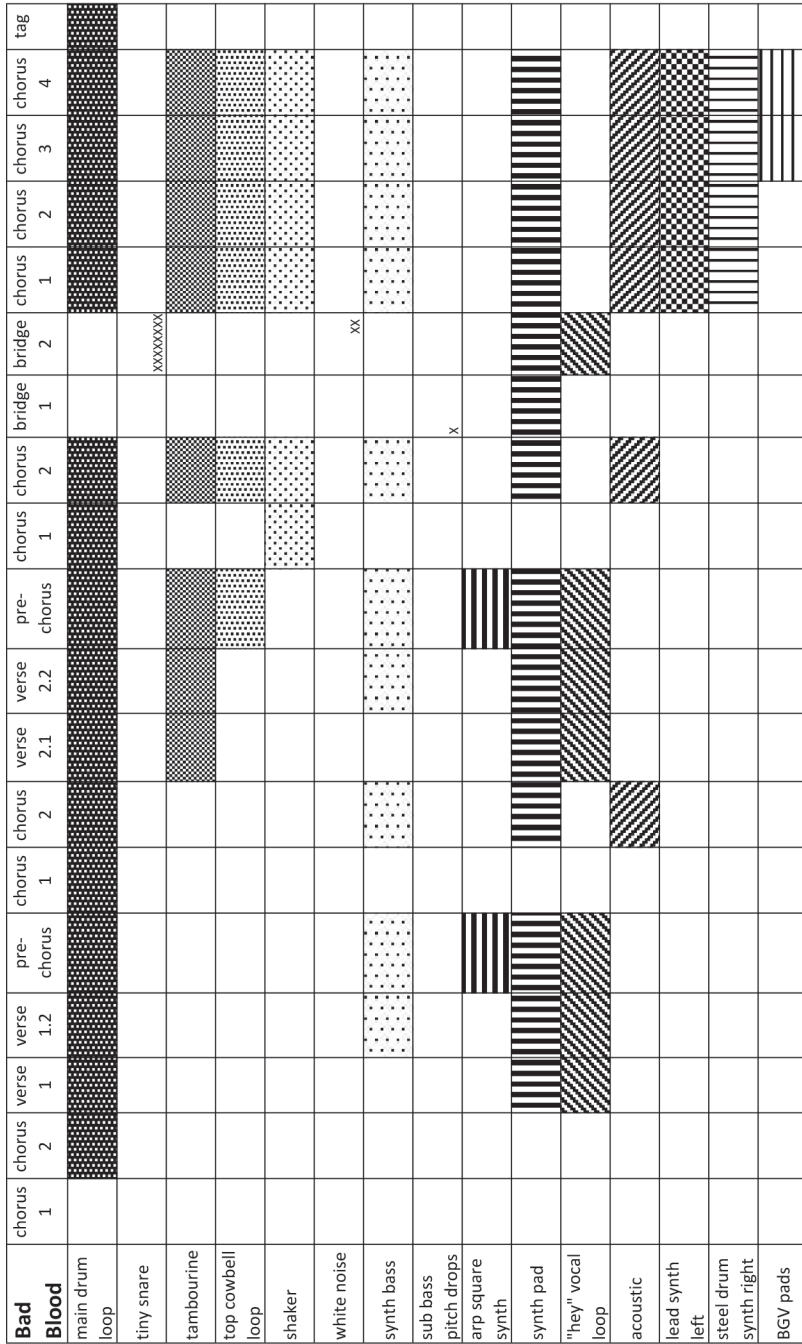 Bad chorus chorus verse verse pre- chorus chorus verse verse pre- chorus chorus bridge bridge chorus chorus chorus chorus tag
Blood 1 2 1 1.2 chorus 1 2 2.1 2.2 chorus 1 2 1 2 1 2 3 4
main drum
loop
tiny snare xxxxxxxx
tambourine
top cowbell
loop
shaker
white noise xx
synth bass
sub bass
pitch drops x
arp square
synth
synth pad
"hey" vocal
loop
acoustic
lead synth
left
steel drum
synth right
BGV pads